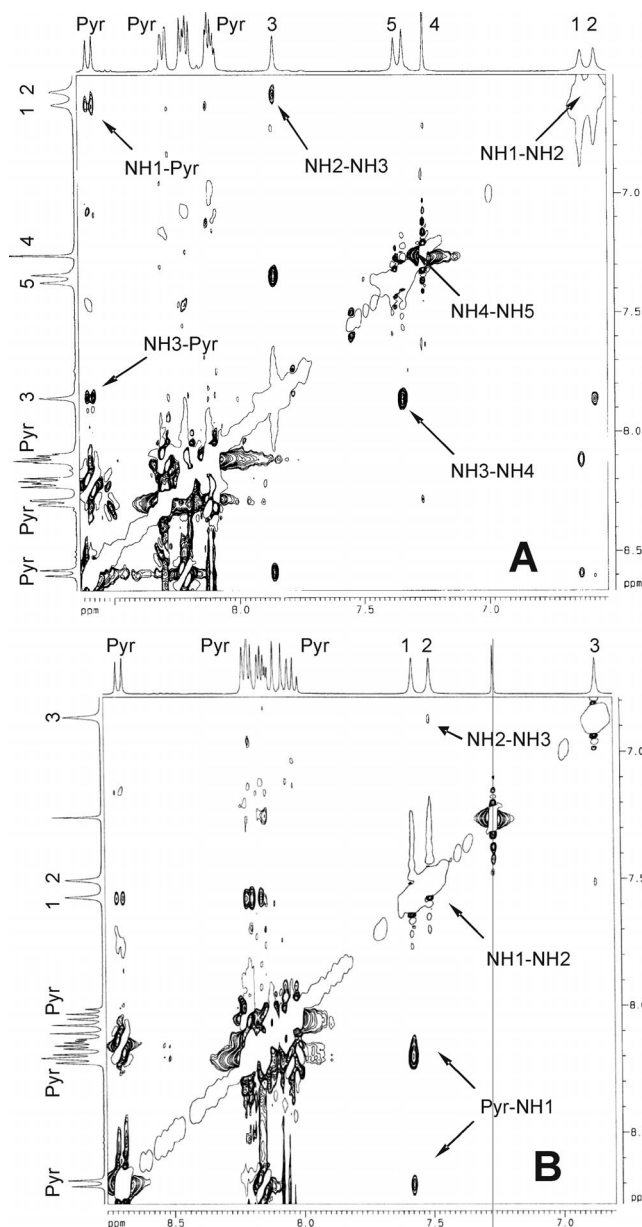 Pyr Pyr Pyr 3 5 4 1 2
1 2
4
5
3
Pyr
Pyr
Pyr
NH1-Pyr
NH2-NH3
NH1-NH2
NH4-NH5
NH3-Pyr
NH3-NH4
A
7.0
7.5
8.0
8.5
ppm
ppm 8.0 7.5 7.0
Pyr Pyr Pyr 1 2 3
3
1 2
Pyr
Pyr
Pyr
NH2-NH3
NH1-NH2
Pyr-NH1
B
7.0
7.5
8.0
ppm 8.5 8.0 7.5 7.0